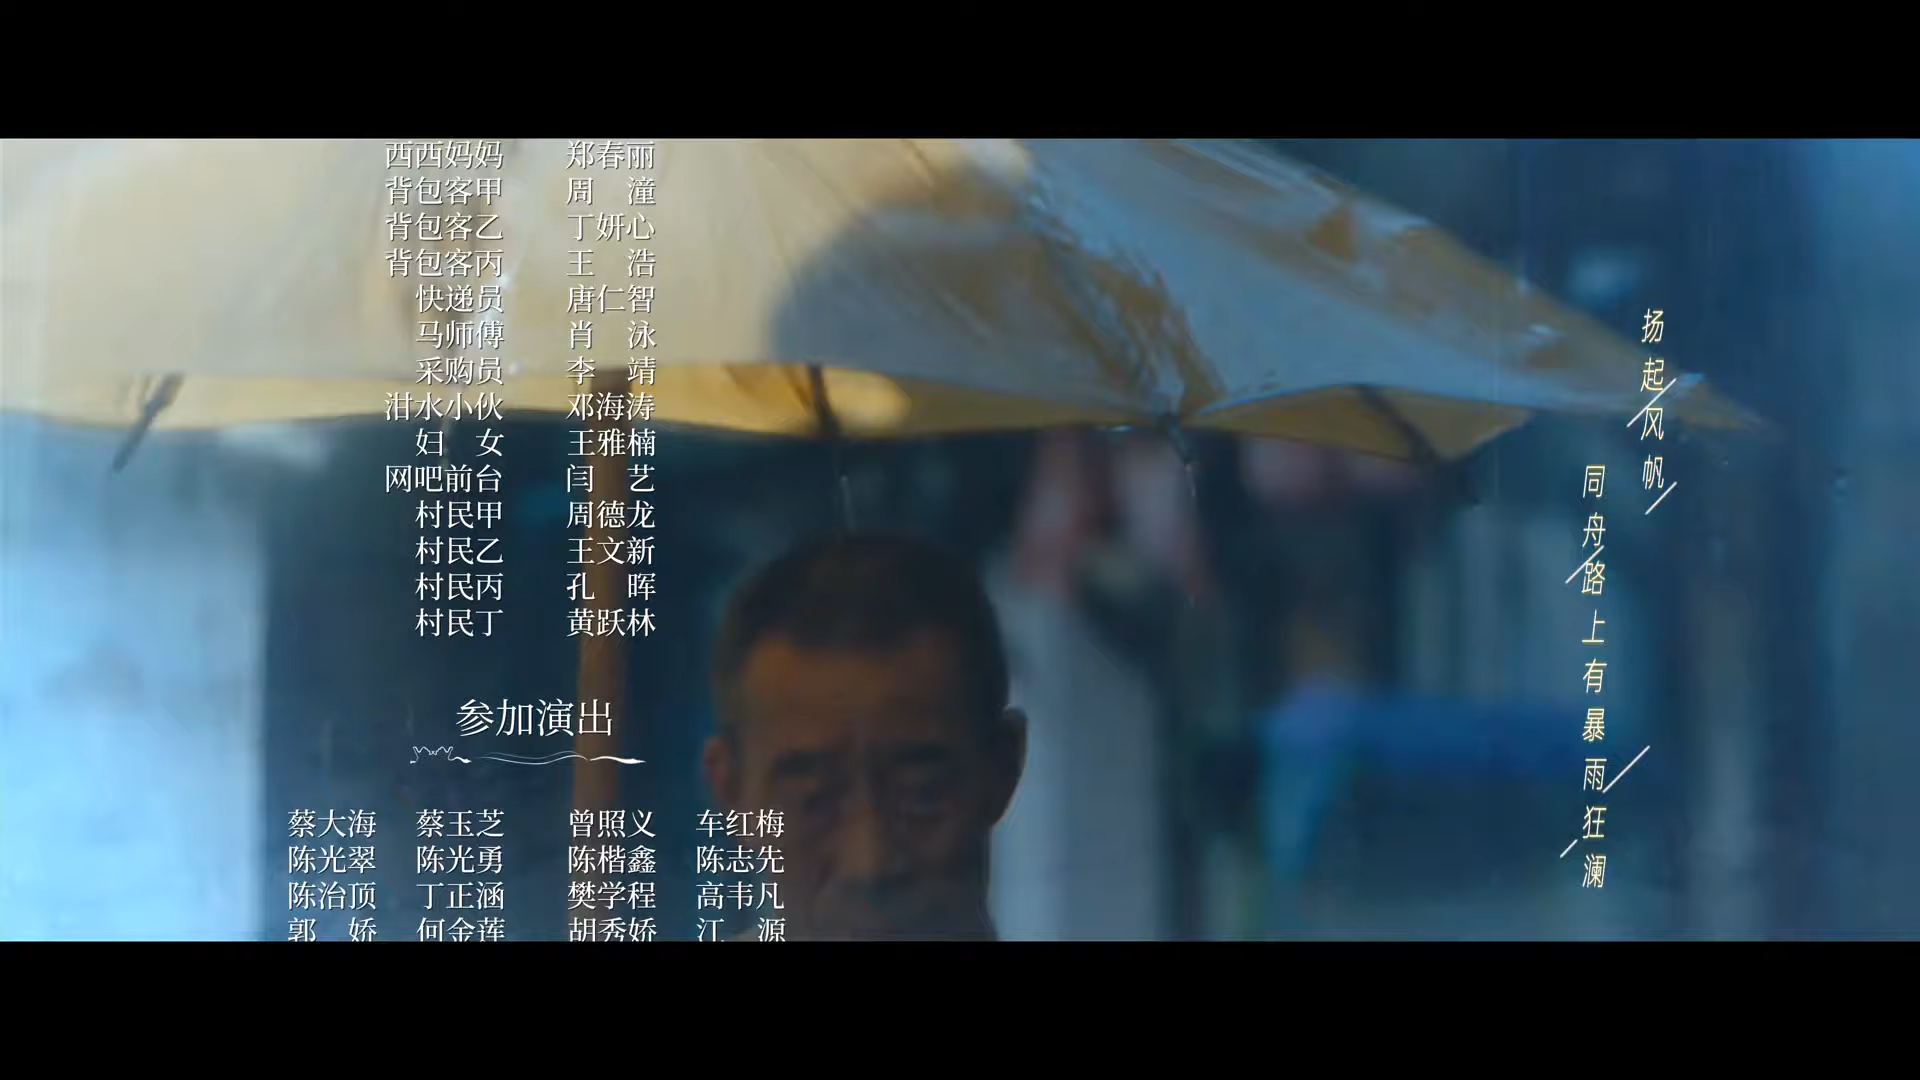 西西妈妈 郑春丽
背包客甲 周 潼
背包客乙 丁妍心
背包客丙 王 浩
快递员 唐仁智
马师傅 肖 泳
采购员 李 靖
泔水小伙 邓海涛
妇 女 王雅楠
网吧前台 闫 艺
村民甲 周德龙
村民乙 王文新
村民丙 孔 晖
村民丁 黄跃林
参加演出
蔡大海 蔡玉芝 曾照义 车红梅
陈光翠 陈光勇 陈楷鑫 陈志先
陈治顶 丁正涵 樊学程 高韦凡
郭 娇 何金莲 胡秀娇 江 源
扬起风帆
同舟路上有暴雨狂澜